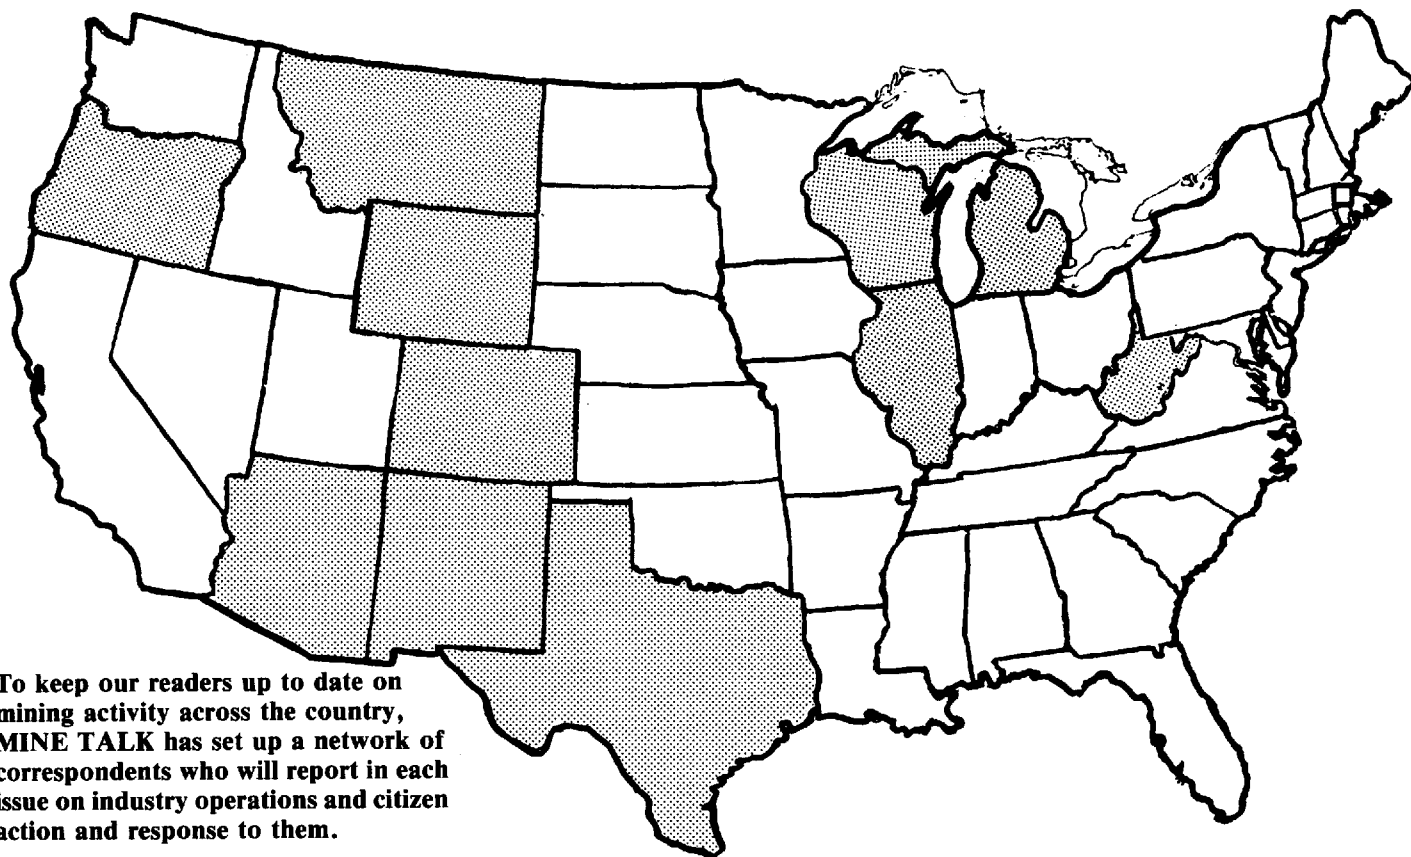 To keep our readers up to date on
mining activity across the country,
MINE TALK has set up a network of
correspondents who will report in each
issue on industry operations and citizen
action and response to them.